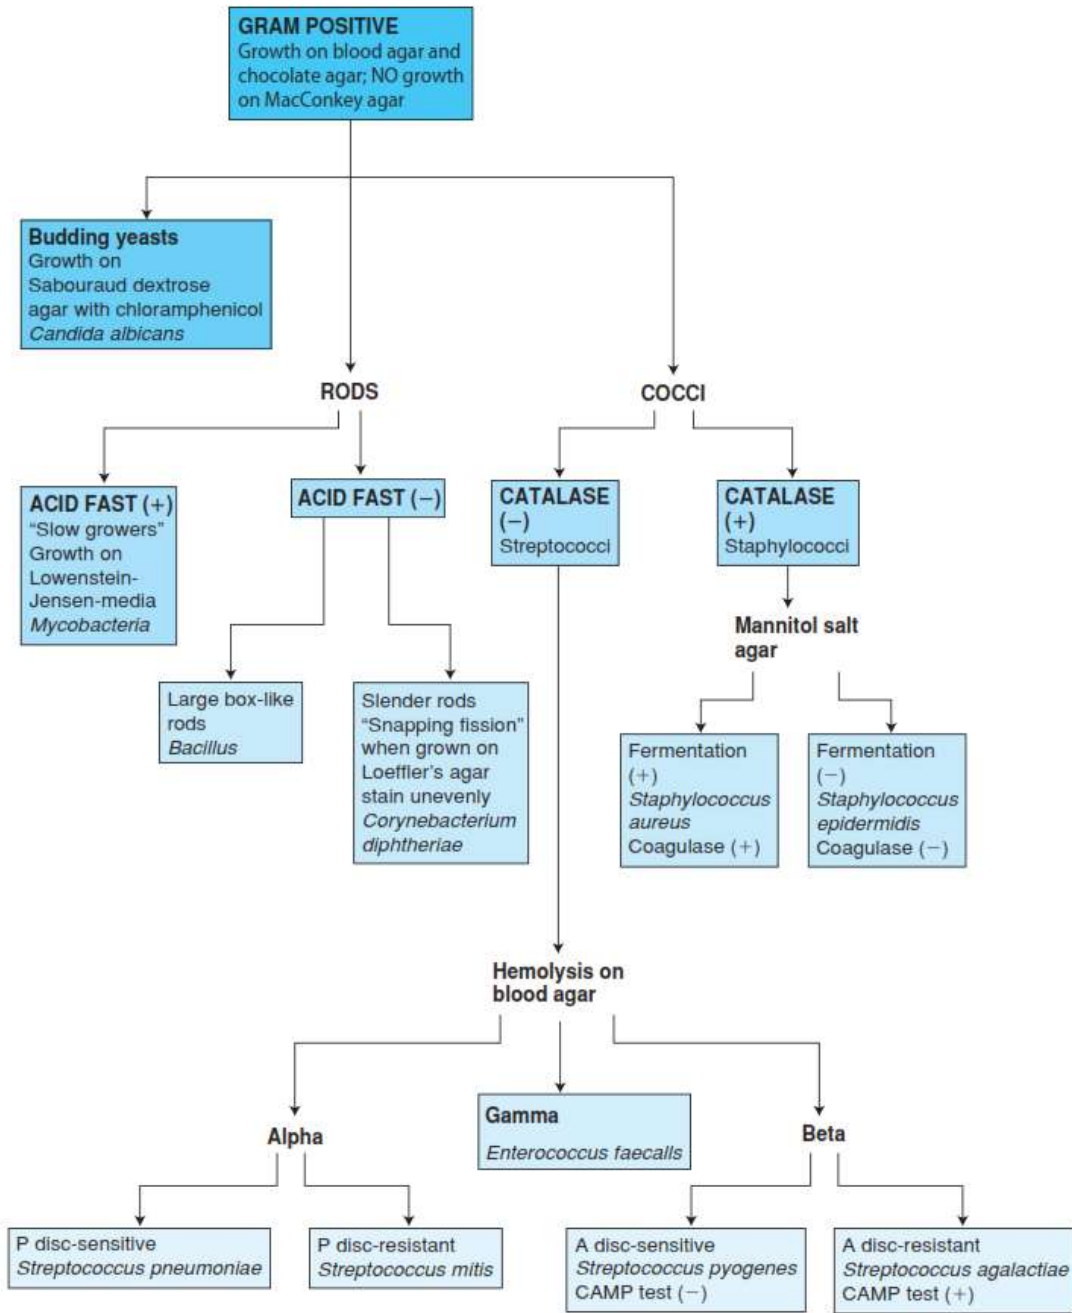 GRAM POSITIVE
Growth on blood agar and
chocolate agar; NO growth
on MacConkey agar
Budding yeasts
Growth on
Sabouraud dextrose
agar with chloramphenicol
Candida albicans
RODS
COCCI
ACID FAST (+)
"Slow growers"
Growth on
Lowenstein-
Jensen-media
Mycobacteria
ACID FAST (−)
CATALASE
(−)
Streptococci
CATALASE
(+)
Staphylococci
Mannitol salt
agar
Large box-like
rods
Bacillus
Slender rods
"Snapping fission"
when grown on
Loeffler's agar
stain unevenly
Corynebacterium
diphtheriae
Fermentation
(+)
Staphylococcus
aureus
Coagulase (+)
Fermentation
(−)
Staphylococcus
epidermidis
Coagulase (−)
Hemolysis on
blood agar
Alpha
Gamma
Enterococcus faecalls
Beta
P disc-sensitive
Streptococcus pneumoniae
P disc-resistant
Streptococcus mitis
A disc-sensitive
Streptococcus pyogenes
CAMP test (−)
A disc-resistant
Streptococcus agalactiae
CAMP test (+)